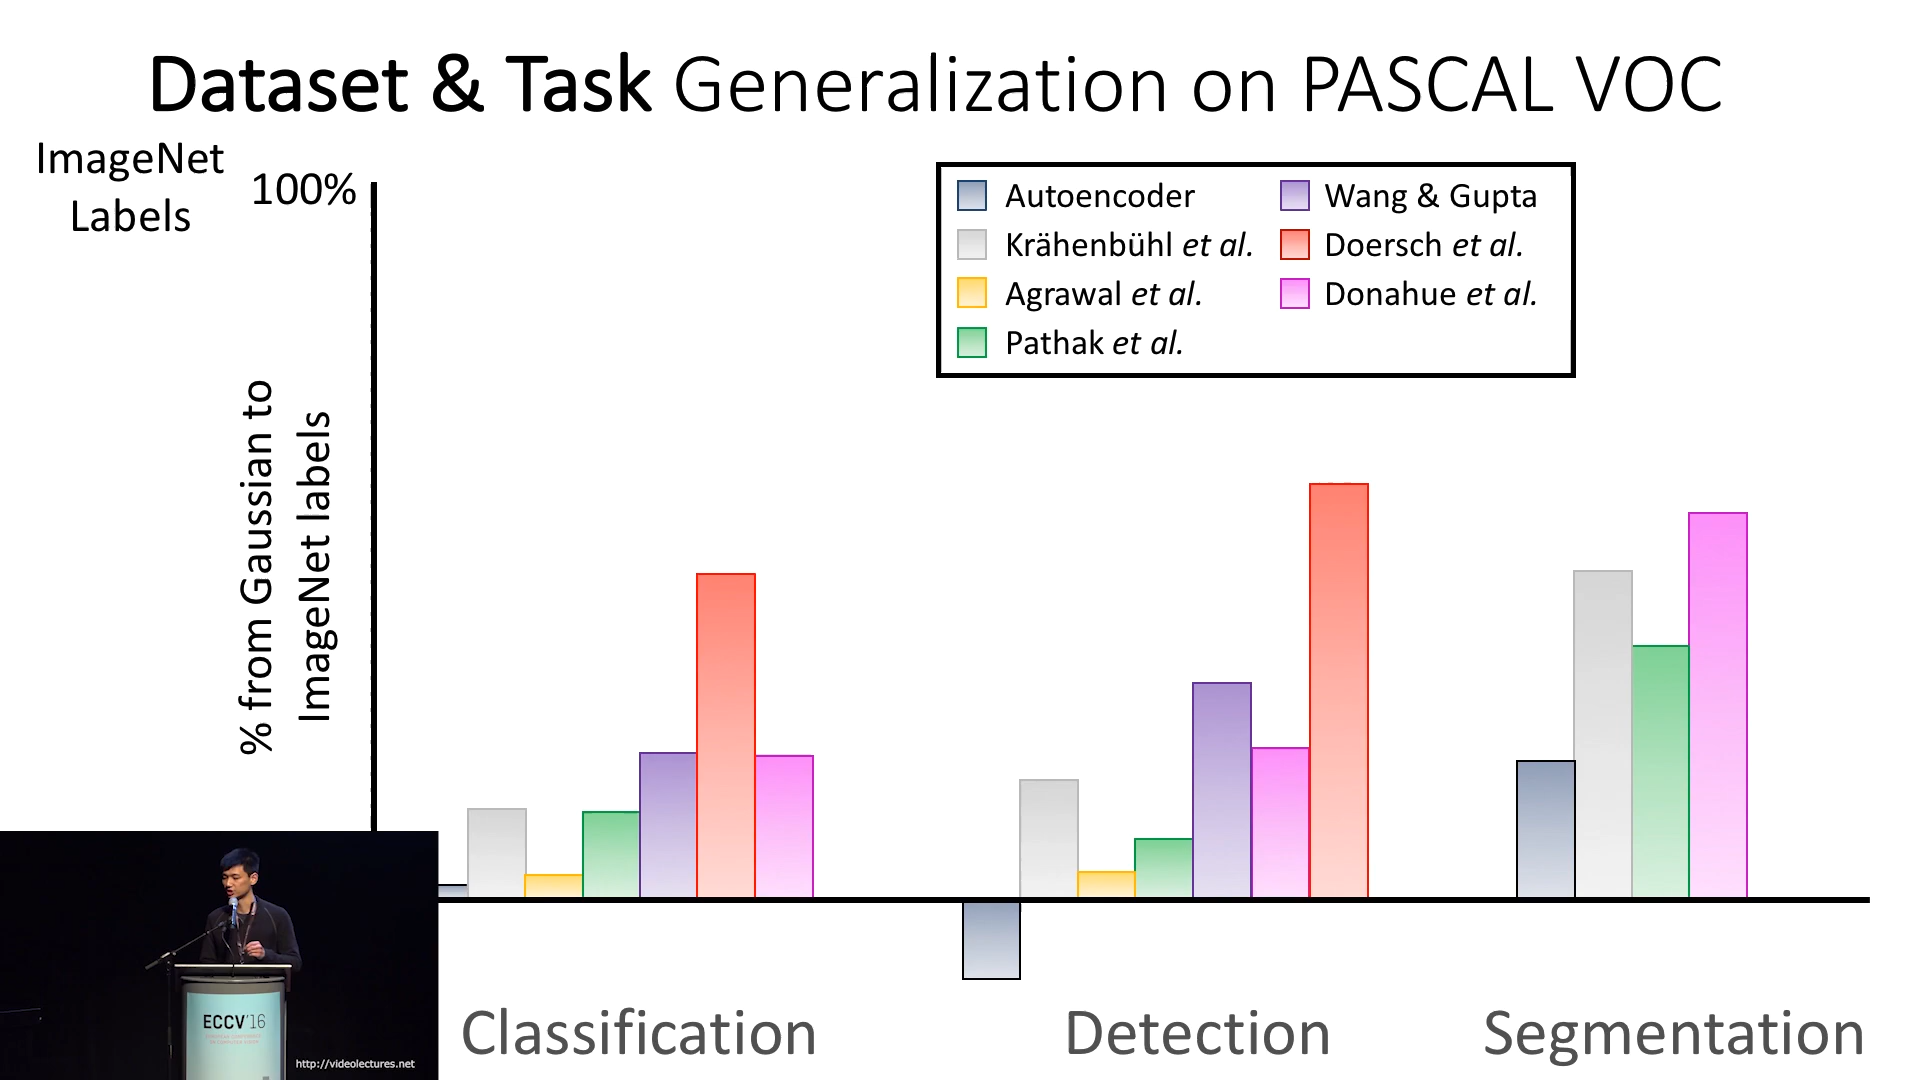 Dataset & Task Generalization on PASCAL VOC
ImageNet
Labels
100%
Autoencoder
Krähenbühl et al.
Agrawal et al.
Pathak et al.
Wang & Gupta
Doersch et al.
Donahue et al.
% from Gaussian to
ImageNet labels
Classification
Detection
Segmentation
ECCV'16
http://videolectures.net